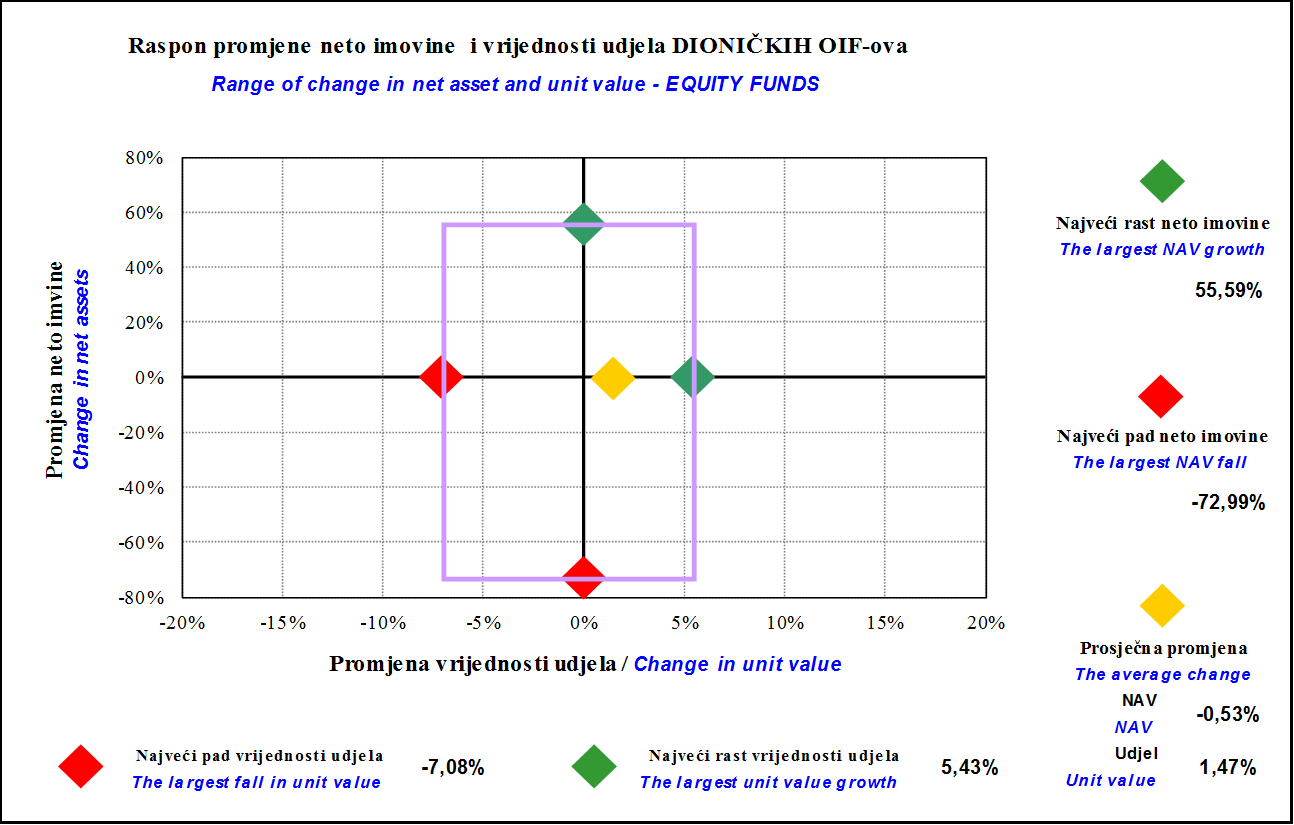 Raspon promjene neto imovine i vrijednosti udjela DIONIČKIH OIF-ova
Range of change in net asset and unit value - EQUITY FUNDS
80%
60%
40%
20%
0%
-20%
-40%
-60%
-80%
-20%
-15%
-10%
-5%
0%
5%
10%
15%
20%
Promjena neto imvine
Change in net assets
Promjena vrijednosti udjela / Change in unit value
Najveći rast neto imovine
The largest NAV growth
55,59%
Najveći pad neto imovine
The largest NAV fall
-72,99%
Prosječna promjena
The average change
NAV
NAV
-0,53%
Udjel
Unit value
1,47%
Najveći pad vrijednosti udjela
The largest fall in unit value
-7,08%
Najveći rast vrijednosti udjela
The largest unit value growth
5,43%